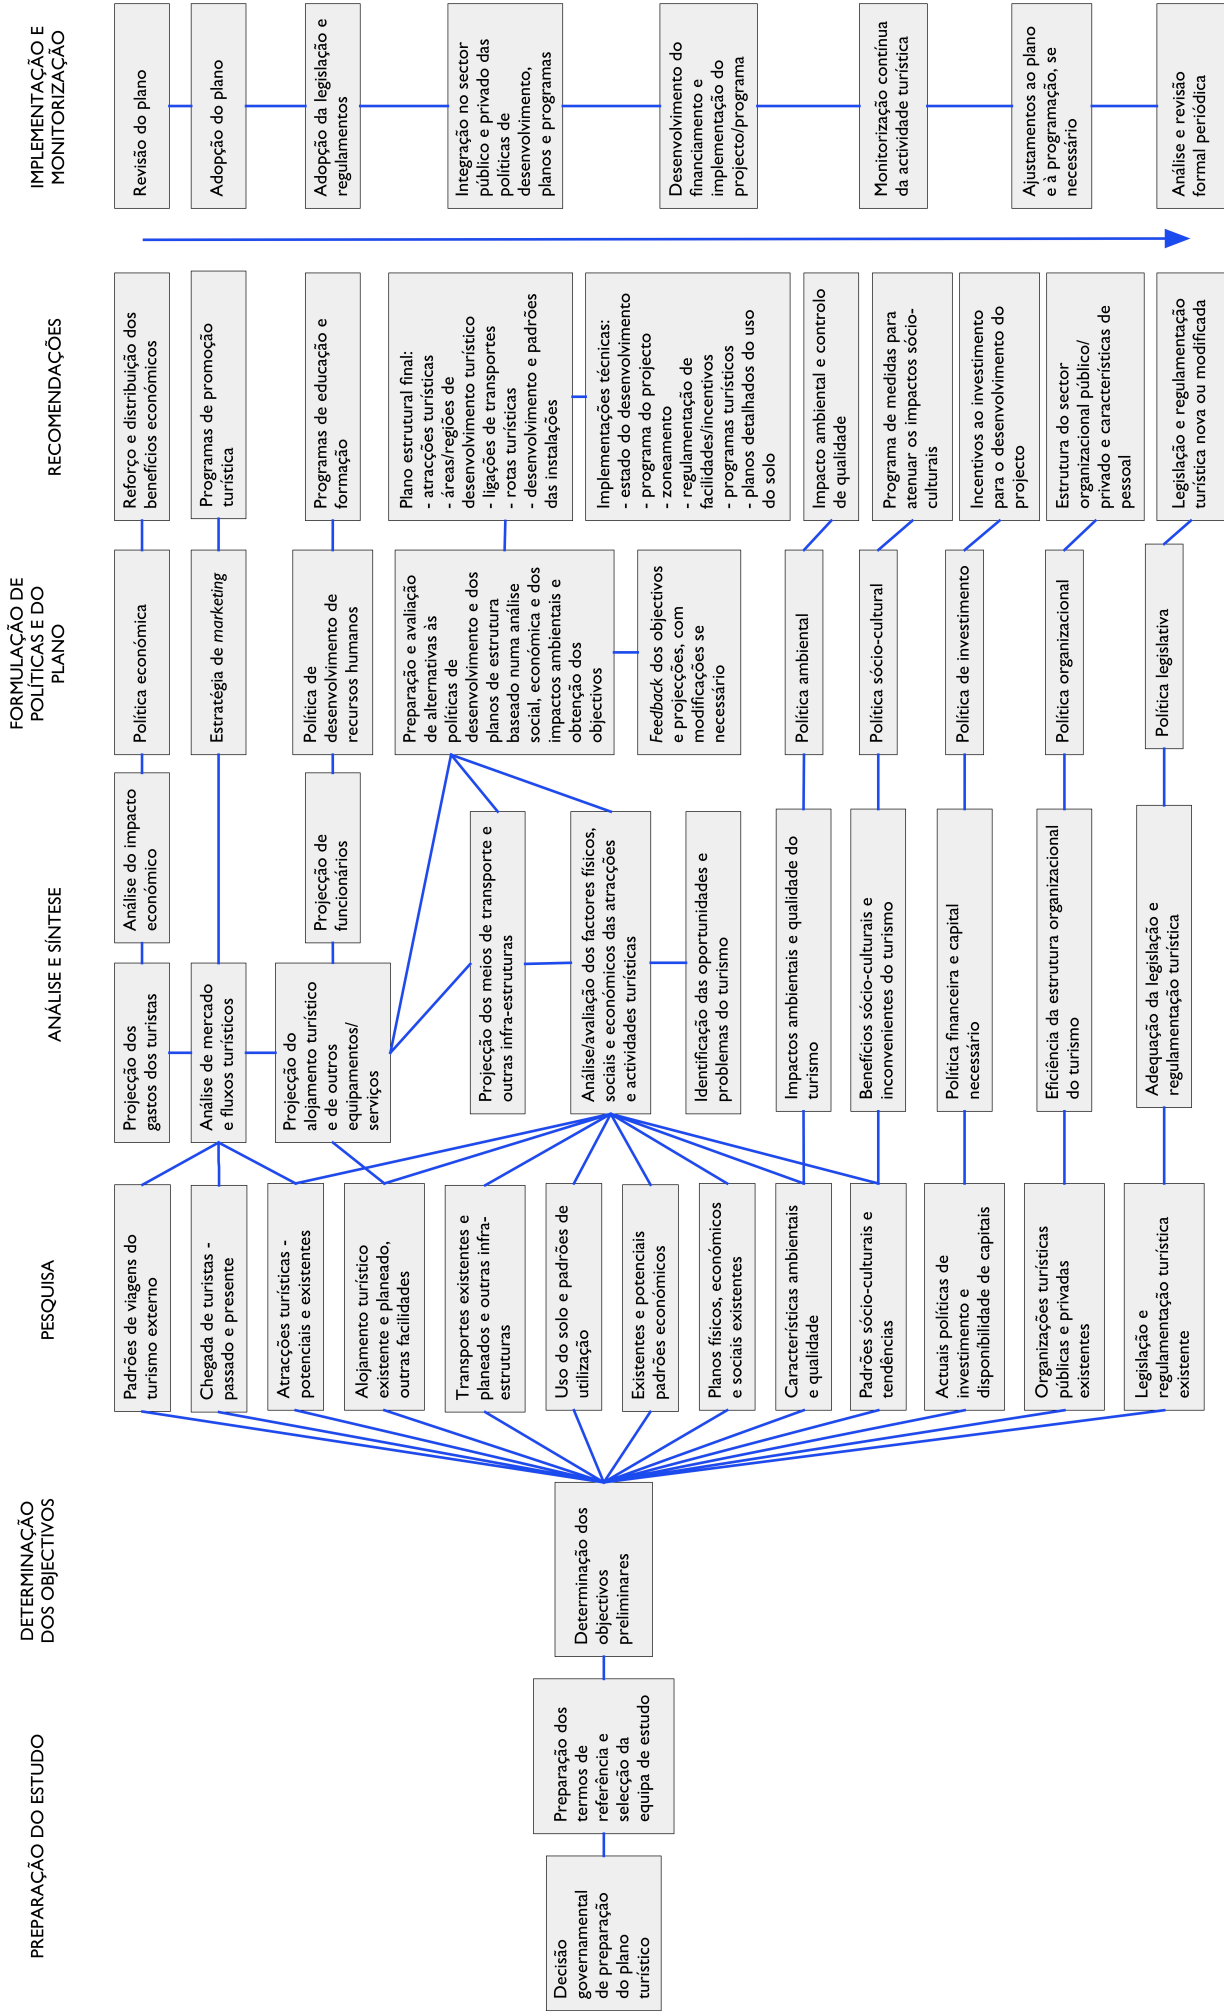 PREPARAÇÃO DO ESTUDO
Decisão
governamental
de preparação
do plano
turístico
Preparação dos
termos de
referência e
selecção da
equipa de estudo
DETERMINAÇÃO
DOS OBJECTIVOS
Determinação dos
objectivos
preliminares
PESQUISA
Padrões de viagens do
turismo externo
Chegada de turistas -
passado e presente
Atracções turísticas -
potenciais e existentes
Alojamento turístico
existente e planeado,
outras facilidades
Transportes existentes e
planeados e outras infra-
estruturas
Uso do solo e padrões de
utilização
Existentes e potenciais
padrões económicos
Planos físicos, económicos
e sociais existentes
Características ambientais
e qualidade
Padrões sócio-culturais e
tendências
Actuais políticas de
investimento e
disponibilidade de capitais
Organizações turísticas
públicas e privadas
existentes
Legislação e
regulamentação turística
existente
ANÁLISE E SÍNTESE
Projecção dos
gastos dos turistas
Análise do impacto
económico
Análise de mercado
e fluxos turísticos
Projecção do
alojamento turístico
e de outros
equipamentos/
serviços
Projecção de
funcionários
Projecção dos meios de transporte e
outras infra-estruturas
Análise/avaliação dos factores físicos,
sociais e económicos das atracções
e actividades turísticas
Identificação das oportunidades e
problemas do turismo
Impactos ambientais e qualidade do
turismo
Benefícios sócio-culturais e
inconvenientes do turismo
Política financeira e capital
necessário
Eficiência da estrutura organizacional
do turismo
Adequação da legislação e
regulamentação turística
FORMULAÇÃO DE
POLÍTICAS E DO
PLANO
Política económica
Estratégia de marketing
Política de
desenvolvimento de
recursos humanos
Preparação e avaliação
de alternativas às
políticas de
desenvolvimento e dos
planos de estrutura
baseado numa análise
social, económica e dos
impactos ambientais e
obtenção dos
objectivos
Feedback dos objectivos
e projecções, com
modificações se
necessário
Política ambiental
Política sócio-cultural
Política de investimento
Política organizacional
Política legislativa
RECOMENDAÇÕES
Reforço e distribuição dos
benefícios económicos
Programas de promoção
turística
Programas de educação e
formação
Plano estrutural final:
- atracções turísticas
- áreas/regiões de
desenvolvimento turístico
- ligações de transportes
- rotas turísticas
- desenvolvimento e padrões
das instalações
Implementações técnicas:
- estado do desenvolvimento
- programa do projecto
- zoneamento
- regulamentação de
facilidades/incentivos
- programas turísticos
- planos detalhados do uso
do solo
Impacto ambiental e controlo
de qualidade
Programa de medidas para
atenuar os impactos sócio-
culturais
Incentivos ao investimento
para o desenvolvimento do
projecto
Estrutura do sector
organizacional público/
privado e características de
pessoal
Legislação e regulamentação
turística nova ou modificada
IMPLEMENTAÇÃO E
MONITORIZAÇÃO
Revisão do plano
Adopção do plano
Adopção da legislação e
regulamentos
Integração no sector
público e privado das
políticas de
desenvolvimento,
planos e programas
Desenvolvimento do
financiamento e
implementação do
projecto/programa
Monitorização contínua
da actividade turística
Ajustamentos ao plano
e à programação, se
necessário
Análise e revisão
formal periódica